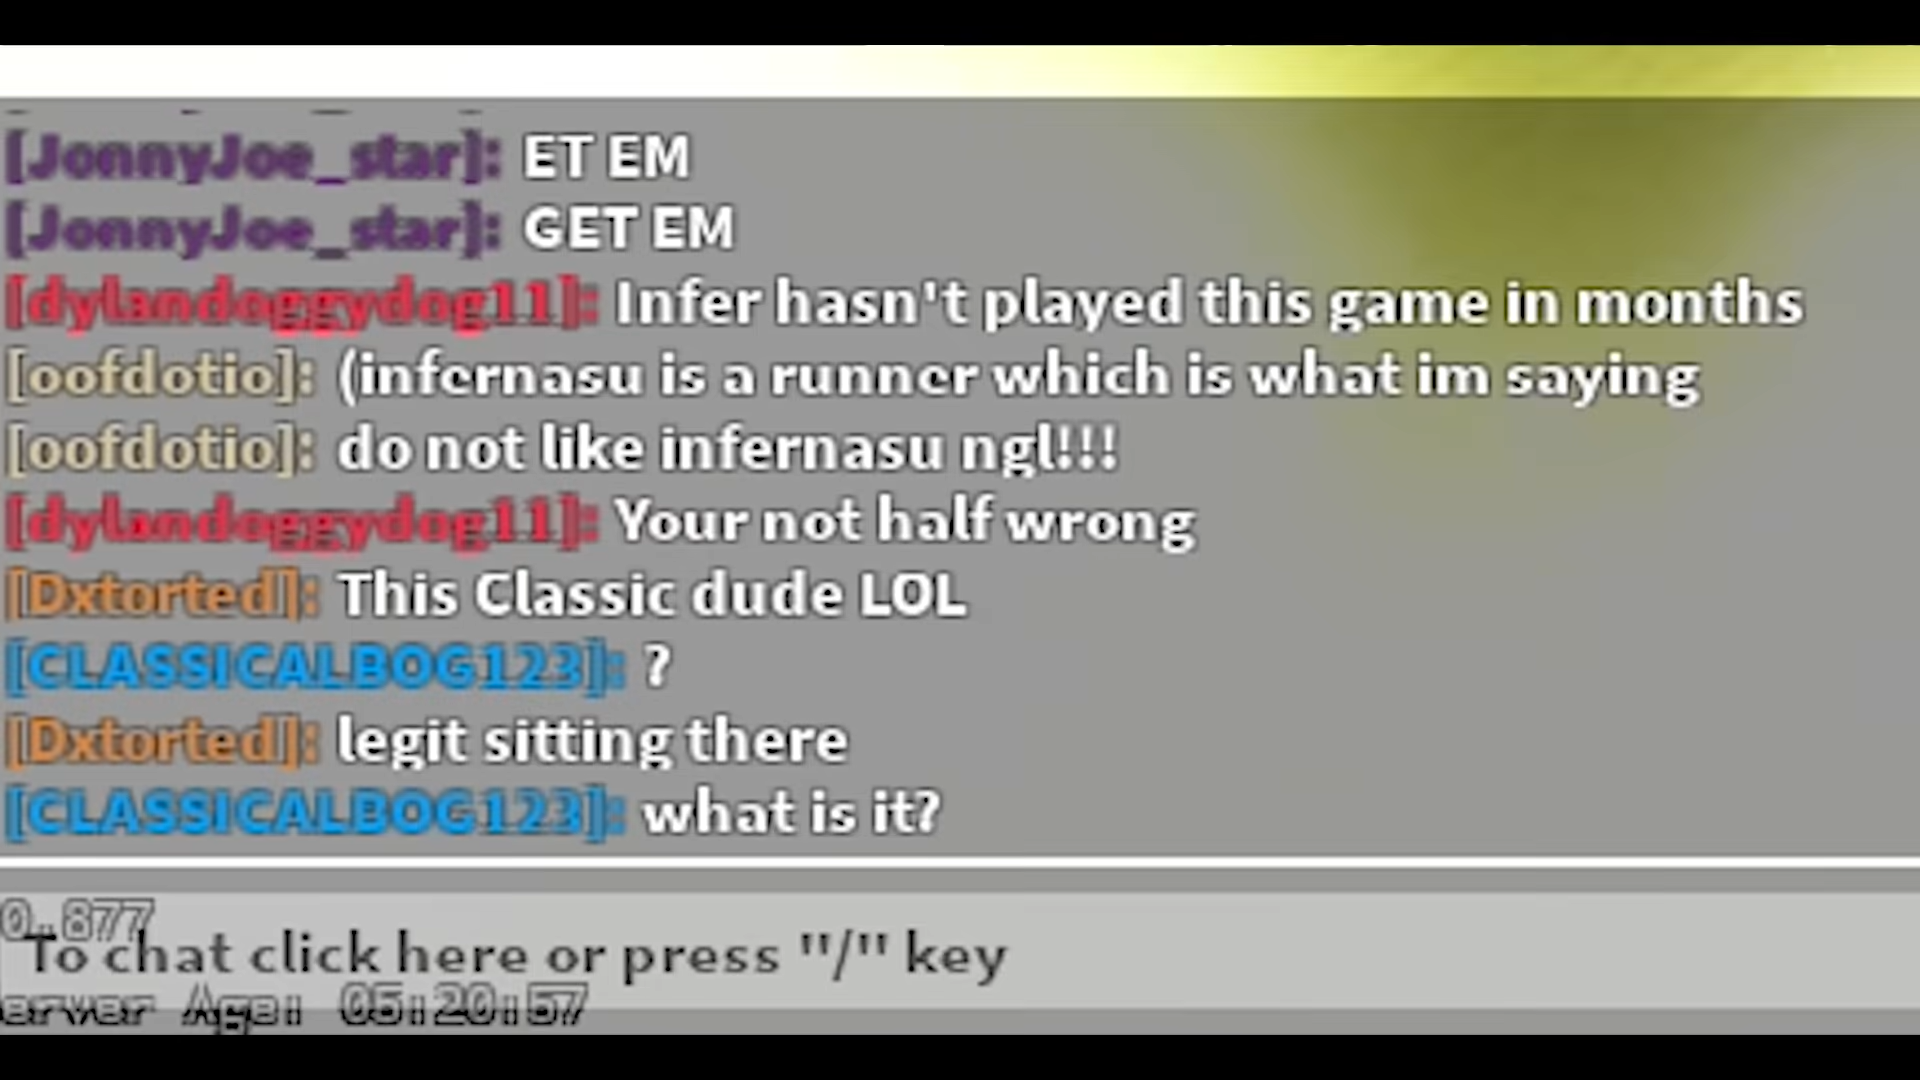 [JonnyJoe_star]: ET EM
[JonnyJoe_star]: GET EM
[dylandoggydog11]: Infer hasn't played this game in months
[oofdotio]: (infernasu is a runner which is what im saying
[oofdotio]: do not like infernasu ngl!!!
[dylandoggydog11]: Your not half wrong
[Dxtorted]: This Classic dude LOL
[CLASSICALBOG123]: ?
[Dxtorted]: legit sitting there
[CLASSICALBOG123]: what is it?
0.877
To chat click here or press "/" key
erver Age: 05:20:57